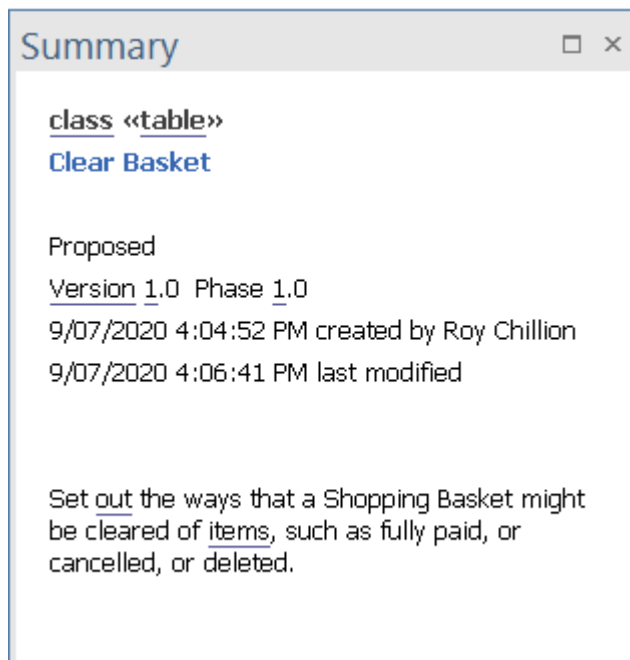 Summary
class «table»
Clear Basket
Proposed
Version 1.0  Phase 1.0
9/07/2020 4:04:52 PM created by Roy Chillion
9/07/2020 4:06:41 PM last modified
Set out the ways that a Shopping Basket might
be cleared of items, such as fully paid, or
cancelled, or deleted.